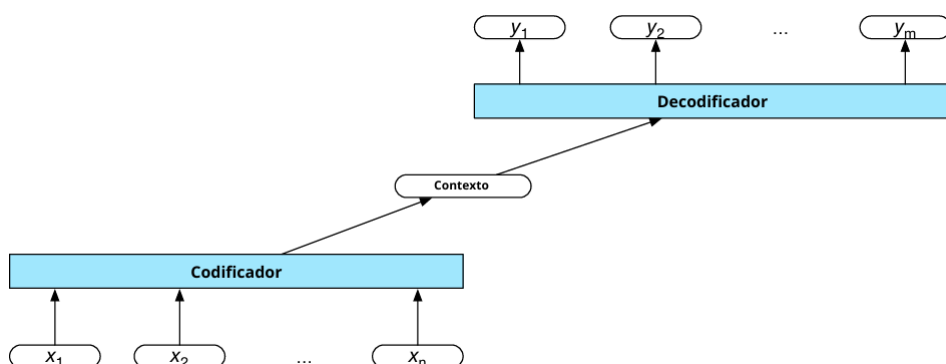 y1 y2 ... ym
Decodificador
Contexto
Codificador
x1 x2 ... xn